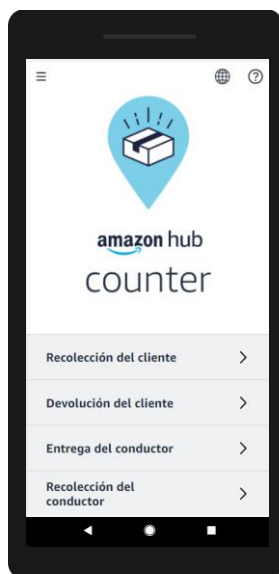 amazon hub
counter
Recolección del cliente
Devolución del cliente
Entrega del conductor
Recolección del
conductor